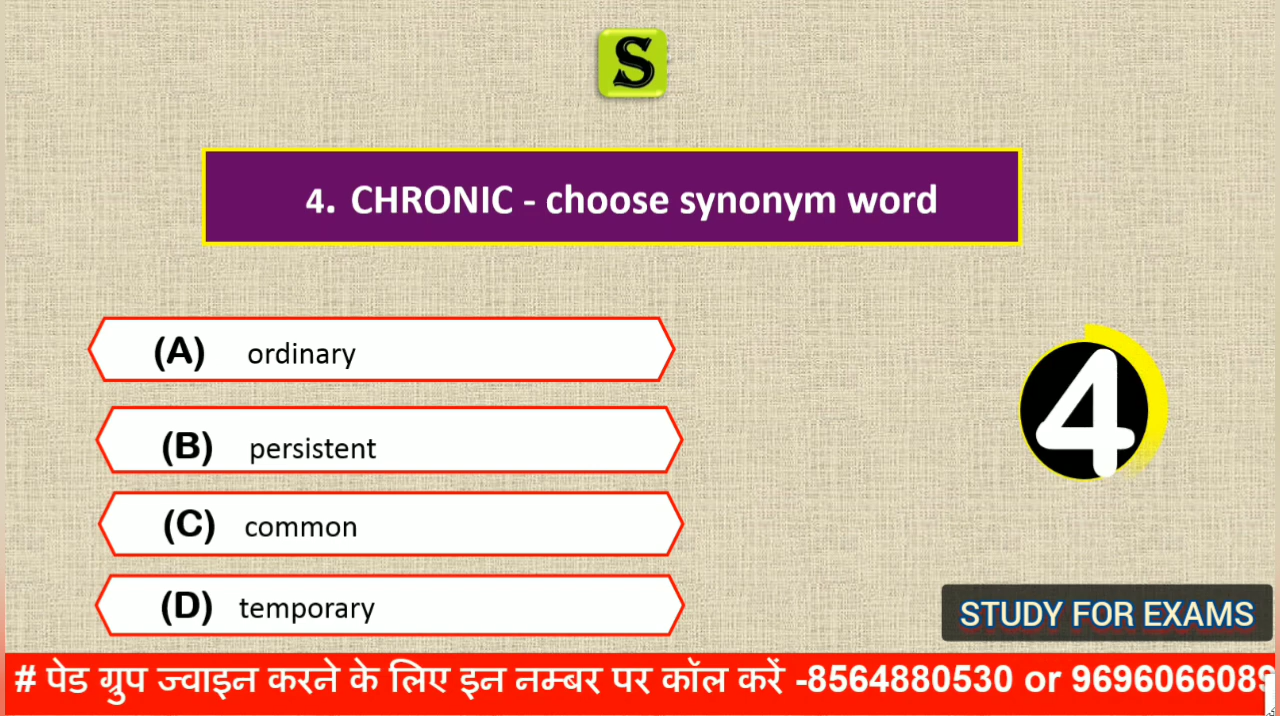 S
4. CHRONIC - choose synonym word
(A) ordinary
(B) persistent
(C) common
(D) temporary
4
STUDY FOR EXAMS
# पेड ग्रुप ज्वाइन करने के लिए इन नम्बर पर कॉल करें -8564880530 or 9696066089